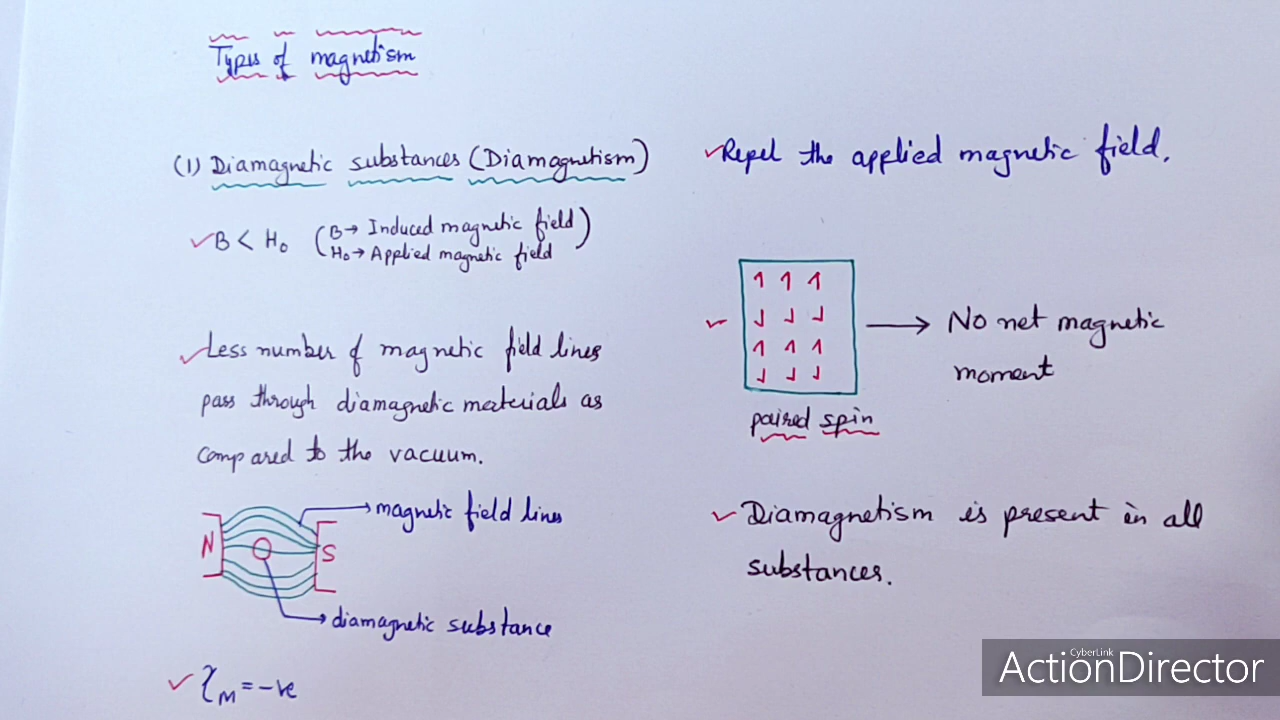 Types of magnetism
(1) Diamagnetic substances (Diamagnetism)
B < H₀ (B → Induced magnetic field
H₀ → Applied magnetic field)
Less number of magnetic field lines
pass through diamagnetic materials as
compared to the vacuum.
magnetic field lines
N S
diamagnetic substance
χ_M = -ve
Repel the applied magnetic field.
↑ ↑ ↑
↓ ↓ ↓
↑ ↑ ↑
↓ ↓ ↓
→ No net magnetic
moment
paired spin
Diamagnetism is present in all
substances.
CyberLink
ActionDirector